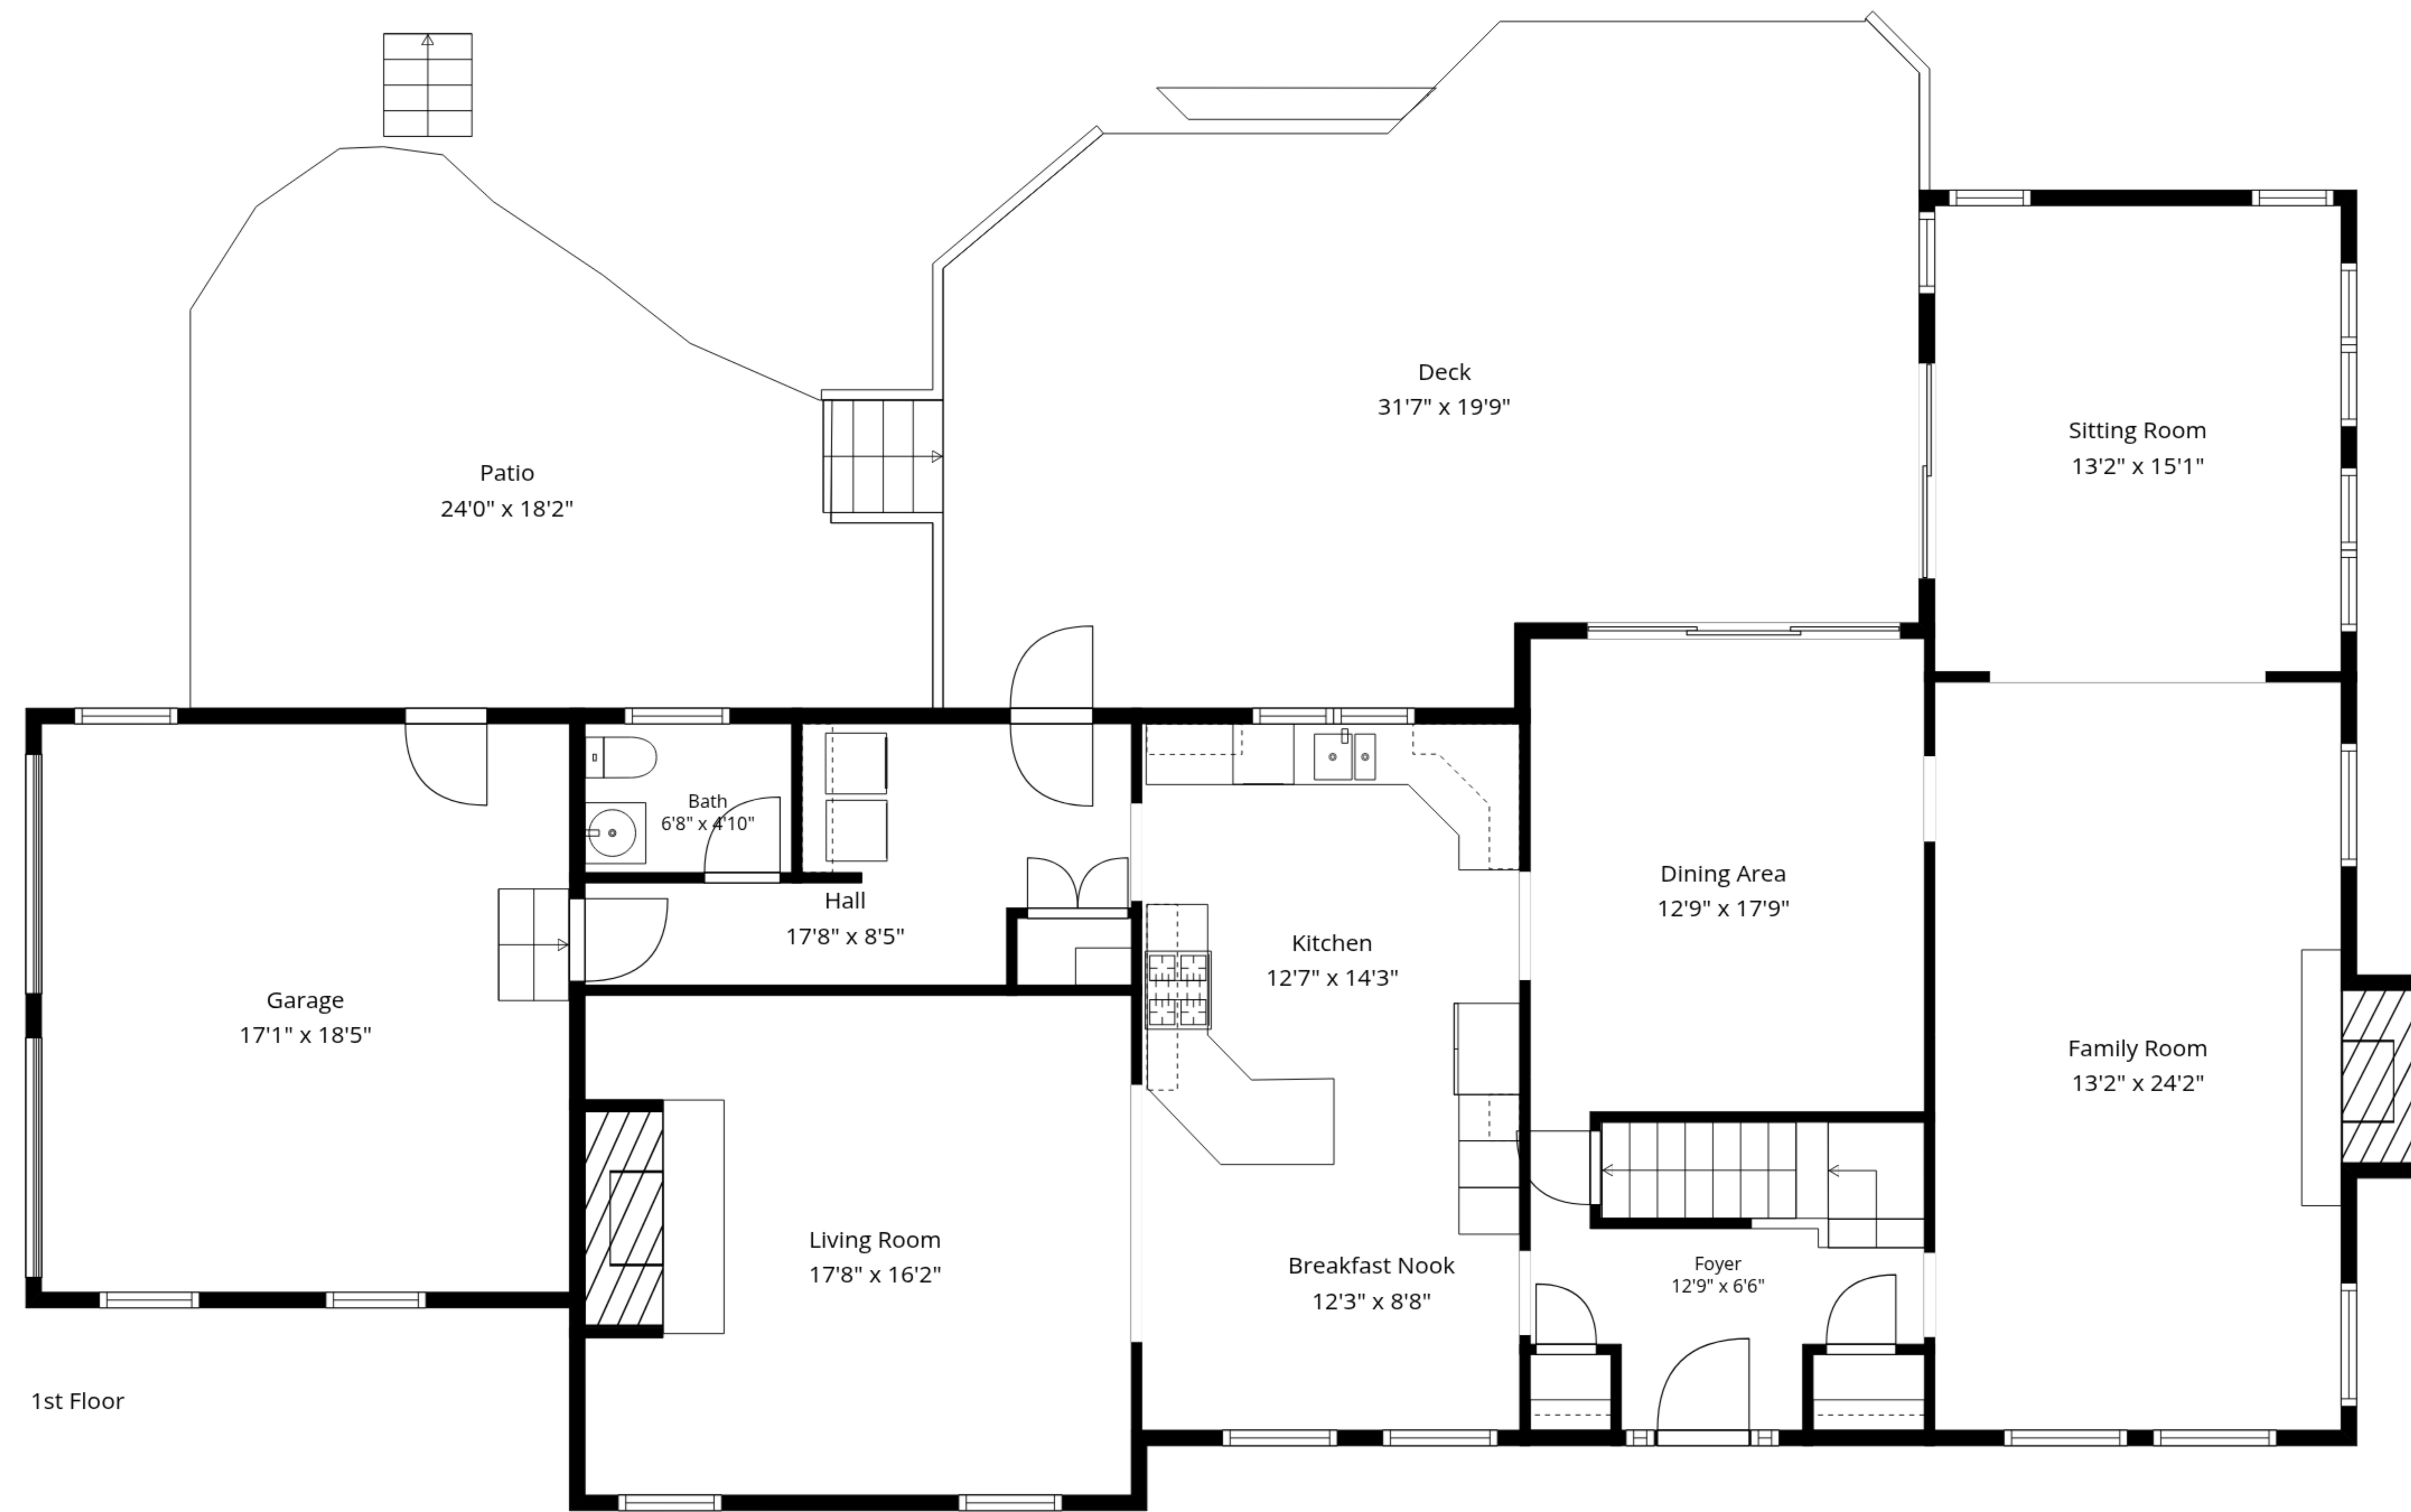 Deck
31'7" x 19'9"
Sitting Room
13'2" x 15'1"
Patio
24'0" x 18'2"
Bath
6'8" x 4'10"
Hall
17'8" x 8'5"
Dining Area
12'9" x 17'9"
Kitchen
12'7" x 14'3"
Garage
17'1" x 18'5"
Family Room
13'2" x 24'2"
Living Room
17'8" x 16'2"
Breakfast Nook
12'3" x 8'8"
Foyer
12'9" x 6'6"
1st Floor